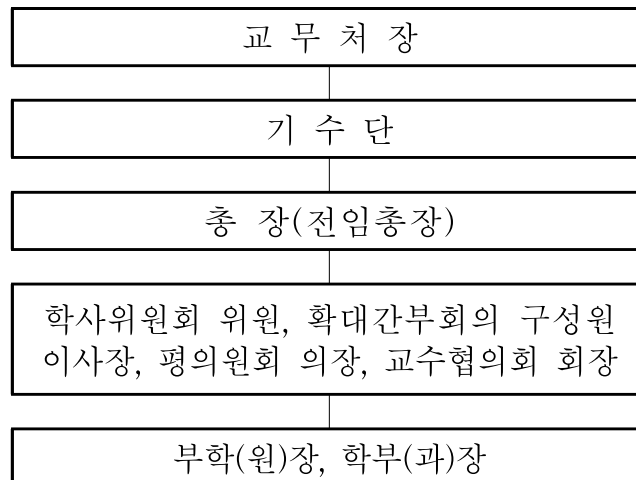 교 무 처 장
기 수 단
총 장(전임총장)
학사위원회 위원, 확대간부회의 구성원
이사장, 평의원회 의장, 교수협의회 회장
부학(원)장, 학부(과)장